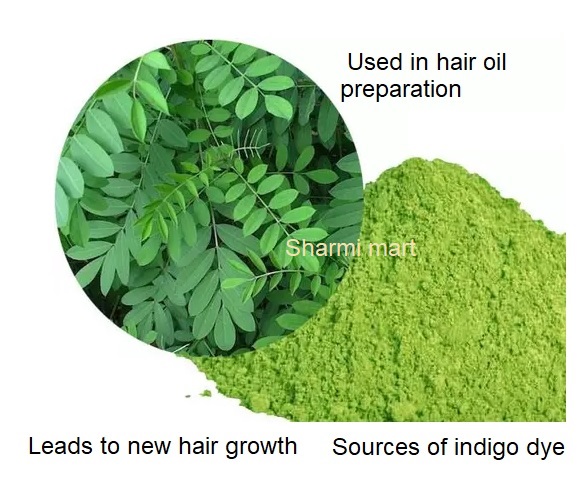 Used in hair oil
preparation
Sharmi mart
Leads to new hair growth
Sources of indigo dye